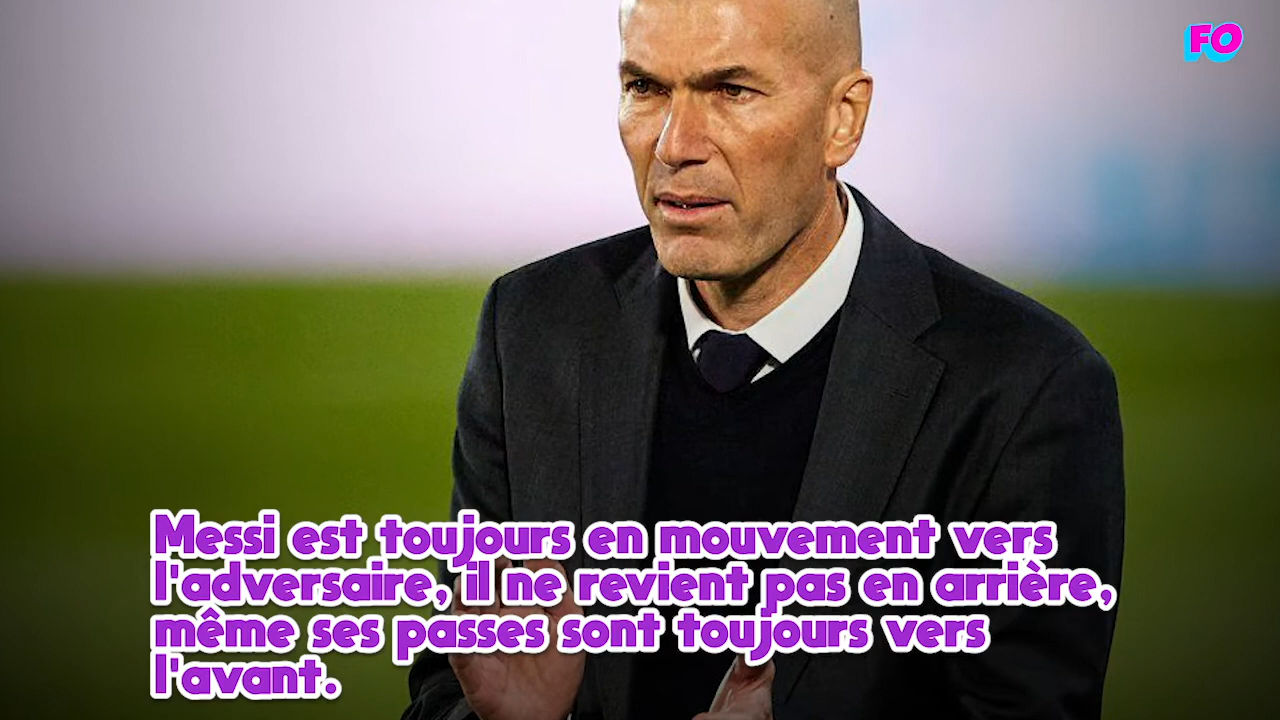 FO
Messi est toujours en mouvement vers
l'adversaire, il ne revient pas en arrière,
même ses passes sont toujours vers
l'avant.